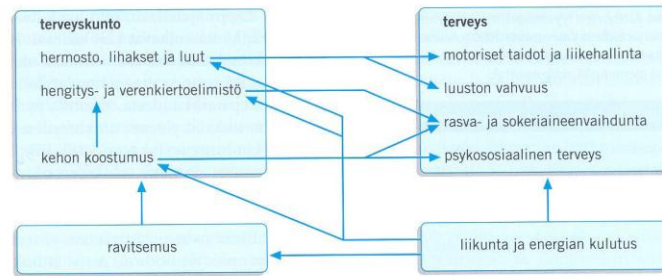 terveyskunto
hermosto, lihakset ja luut
hengitys- ja verenkiertoelimistö
kehon koostumus
terveys
motoriset taidot ja liikehallinta
luuston vahvuus
rasva- ja sokeriaineenvaihdunta
psykososiaalinen terveys
ravitsemus
liikunta ja energian kulutus